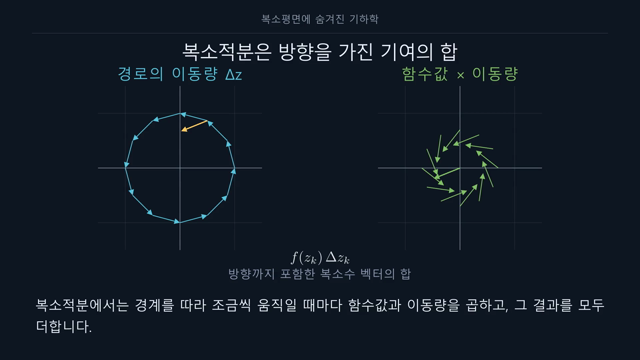 복소평면에 숨겨진 기하학
복소적분은 방향을 가진 기여의 합
경로의 이동량 Δz
함수값 × 이동량
f(z_k) Δz_k
방향까지 포함한 복소수 벡터의 합
복소적분에서는 경계를 따라 조금씩 움직일 때마다 함수값과 이동량을 곱하고, 그 결과를 모두
더합니다.